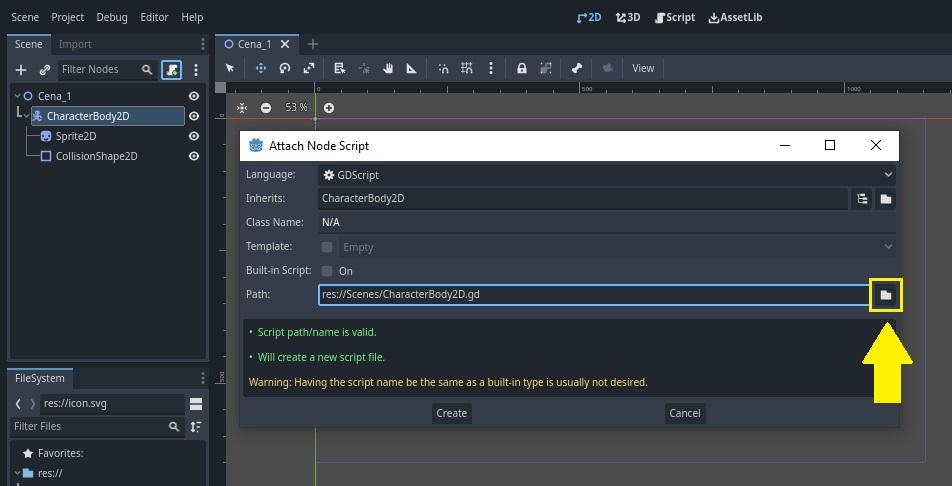 Scene Project Debug Editor Help 2D 3D Script AssetLib
Scene Import
Cena_1
Filter Nodes
View
Cena_1
53 %
0 500 1000
CharacterBody2D
Sprite2D
CollisionShape2D
Attach Node Script
Language: GDScript
Inherits: CharacterBody2D
Class Name: N/A
Template: Empty
Built-in Script: On
Path: res://Scenes/CharacterBody2D.gd
• Script path/name is valid.
• Will create a new script file.
Warning: Having the script name be the same as a built-in type is usually not desired.
Create Cancel
0
500
FileSystem
res://icon.svg
Filter Files
Favorites:
res://